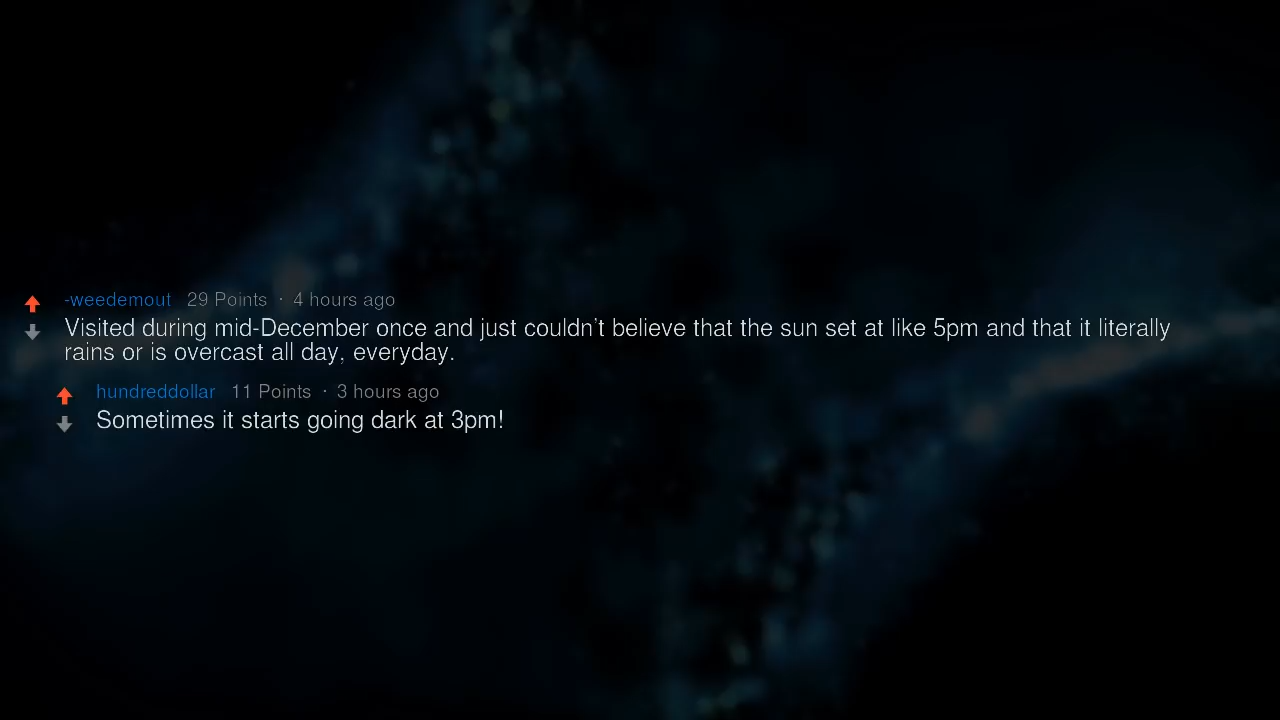 -weedemout 29 Points · 4 hours ago
Visited during mid-December once and just couldn't believe that the sun set at like 5pm and that it literally
rains or is overcast all day, everyday.
hundreddollar 11 Points · 3 hours ago
Sometimes it starts going dark at 3pm!